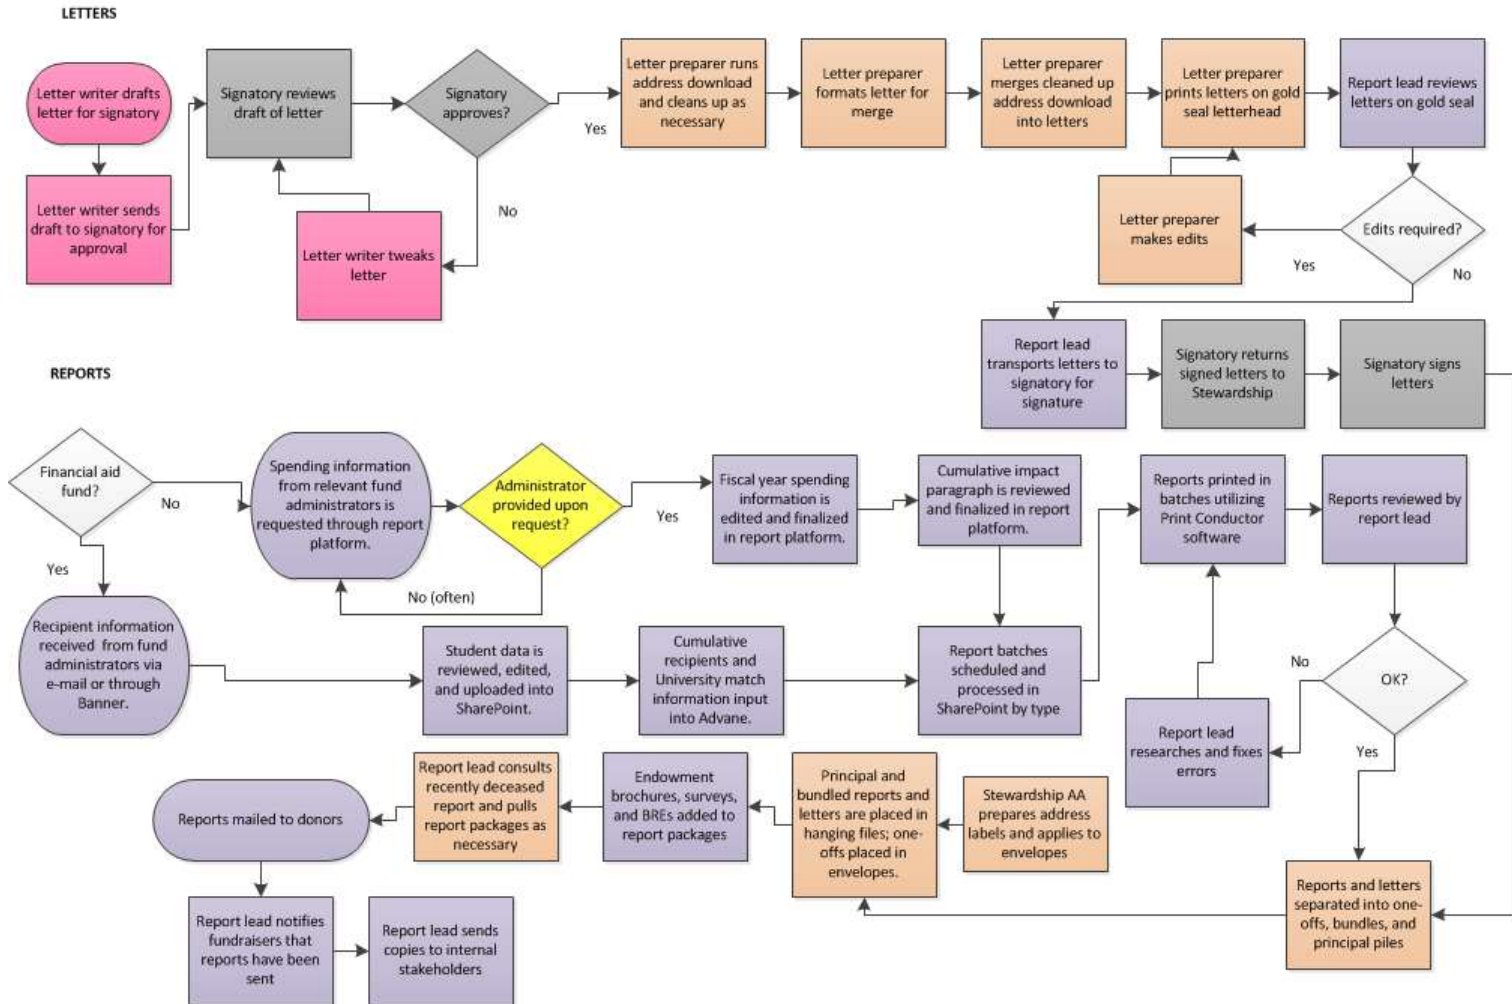 LETTERS
Letter writer drafts
letter for signatory
Signatory reviews
draft of letter
Signatory
approves?
Yes
Letter preparer runs
address download
and cleans up as
necessary
Letter preparer
formats letter for
merge
Letter preparer
merges cleaned up
address download
into letters
Letter preparer
prints letters on gold
seal letterhead
Report lead reviews
letters on gold seal
Letter writer sends
draft to signatory for
approval
No
Letter writer tweaks
letter
Letter preparer
makes edits
Yes
Edits required?
No
Report lead
transports letters to
signatory for
signature
Signatory returns
signed letters to
Stewardship
Signatory signs
letters
REPORTS
Financial aid
fund?
No
Spending information
from relevant fund
administrators is
requested through report
platform.
Administrator
provided upon
request?
Yes
Fiscal year spending
information is
edited and finalized
in report platform.
Cumulative impact
paragraph is reviewed
and finalized in report
platform.
Reports printed in
batches utilizing
Print Conductor
software
Reports reviewed by
report lead
Yes
No (often)
Recipient information
received from fund
administrators via
e-mail or through
Banner.
Student data is
reviewed, edited,
and uploaded into
SharePoint.
Cumulative
recipients and
University match
information input
into Advane.
Report batches
scheduled and
processed in
SharePoint by type
No
OK?
Report lead
researches and fixes
errors
Yes
Reports mailed to donors
Report lead consults
recently deceased
report and pulls
report packages as
necessary
Endowment
brochures, surveys,
and BREs added to
report packages
Principal and
bundled reports and
letters are placed in
hanging files; one-
offs placed in
envelopes.
Stewardship AA
prepares address
labels and applies to
envelopes
Reports and letters
separated into one-
offs, bundles, and
principal piles
Report lead notifies
fundraisers that
reports have been
sent
Report lead sends
copies to internal
stakeholders